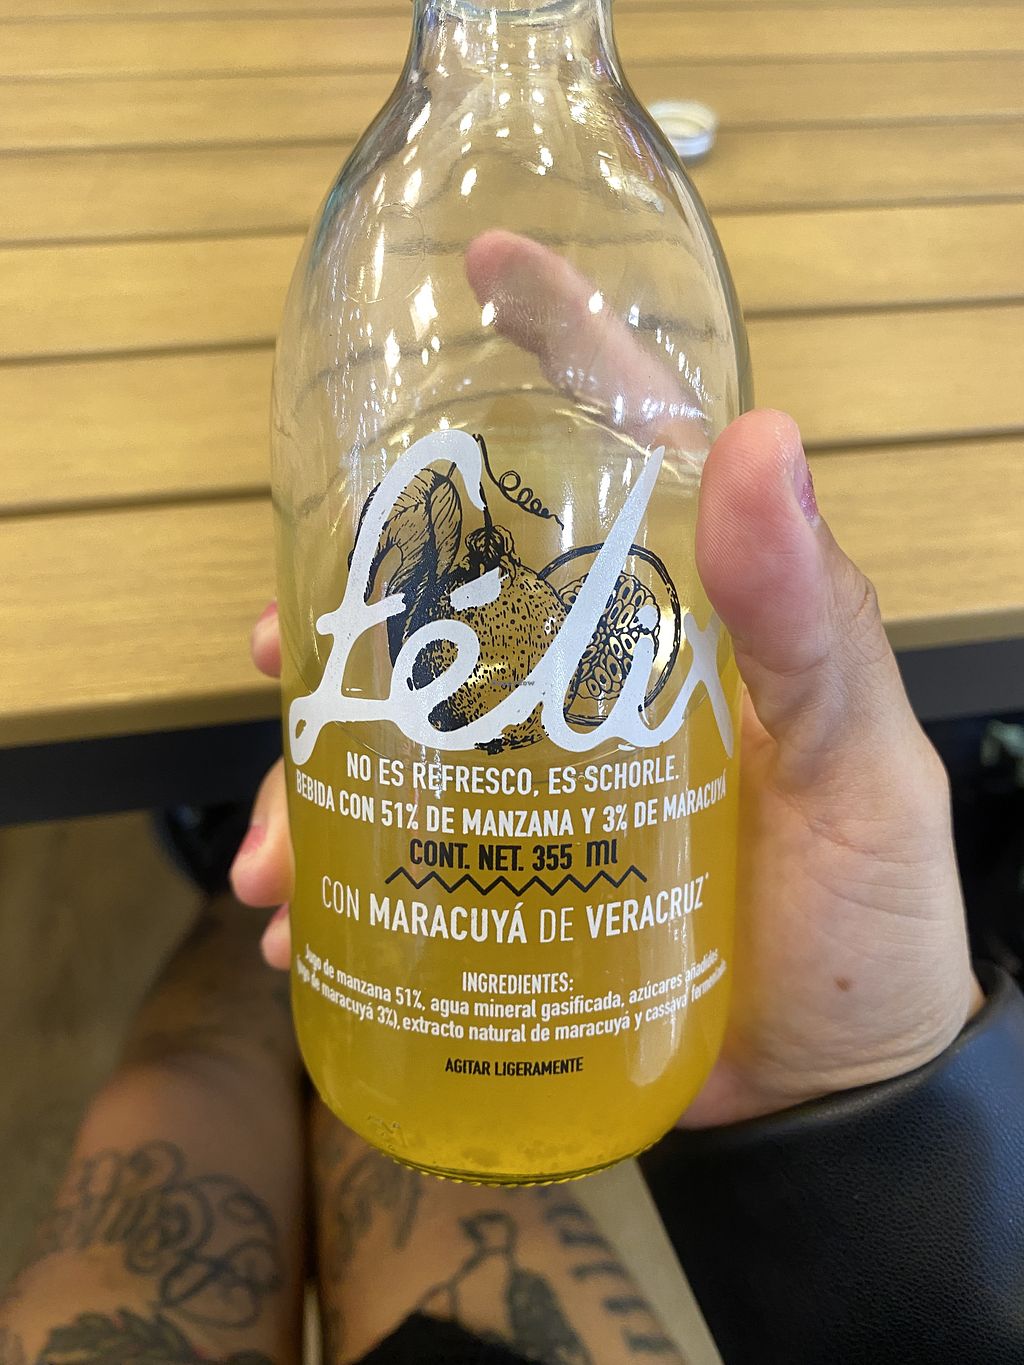 félix
NO ES REFRESCO, ES SCHORLE.
BEBIDA CON 51% DE MANZANA Y 3% DE MARACUYÁ
CONT. NET. 355 ml
CON MARACUYÁ DE VERACRUZ*
INGREDIENTES:
Jugo de manzana 51%, agua mineral gasificada, azúcares añadidos
(jugo de maracuyá 3%), extracto natural de maracuyá y cassava fermentada
AGITAR LIGERAMENTE